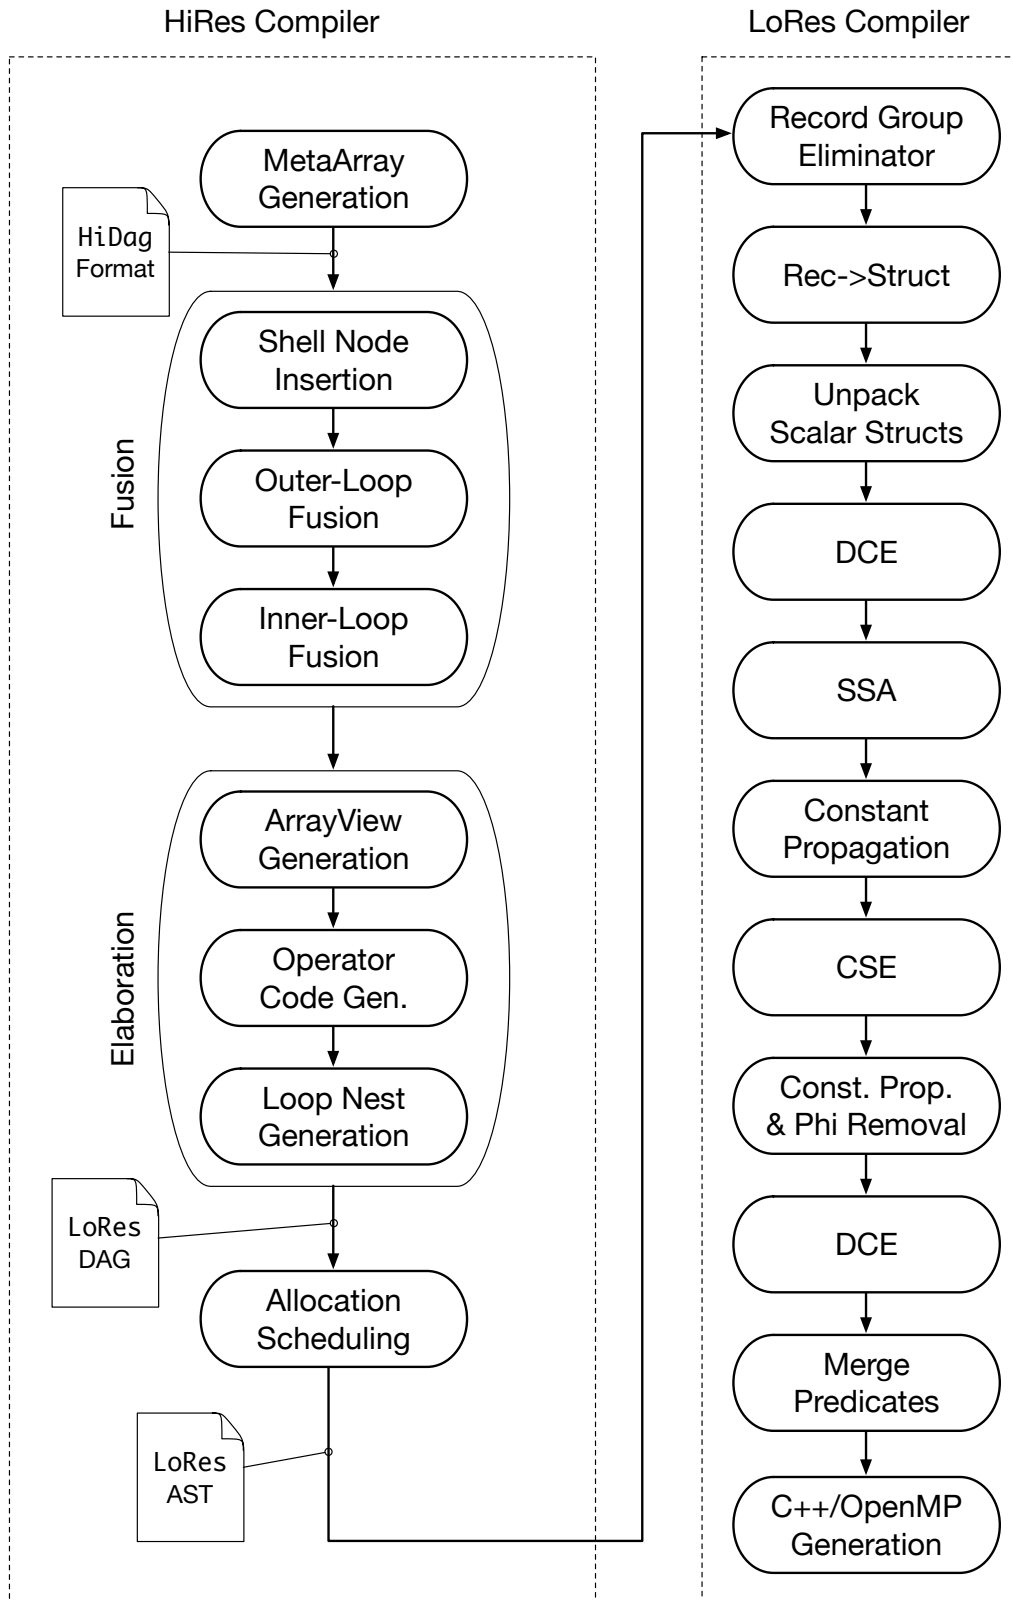 HiRes Compiler
MetaArray
Generation
HiDag
Format
Fusion
Shell Node
Insertion
Outer-Loop
Fusion
Inner-Loop
Fusion
Elaboration
ArrayView
Generation
Operator
Code Gen.
Loop Nest
Generation
LoRes
DAG
Allocation
Scheduling
LoRes
AST
LoRes Compiler
Record Group
Eliminator
Rec->Struct
Unpack
Scalar Structs
DCE
SSA
Constant
Propagation
CSE
Const. Prop.
& Phi Removal
DCE
Merge
Predicates
C++/OpenMP
Generation